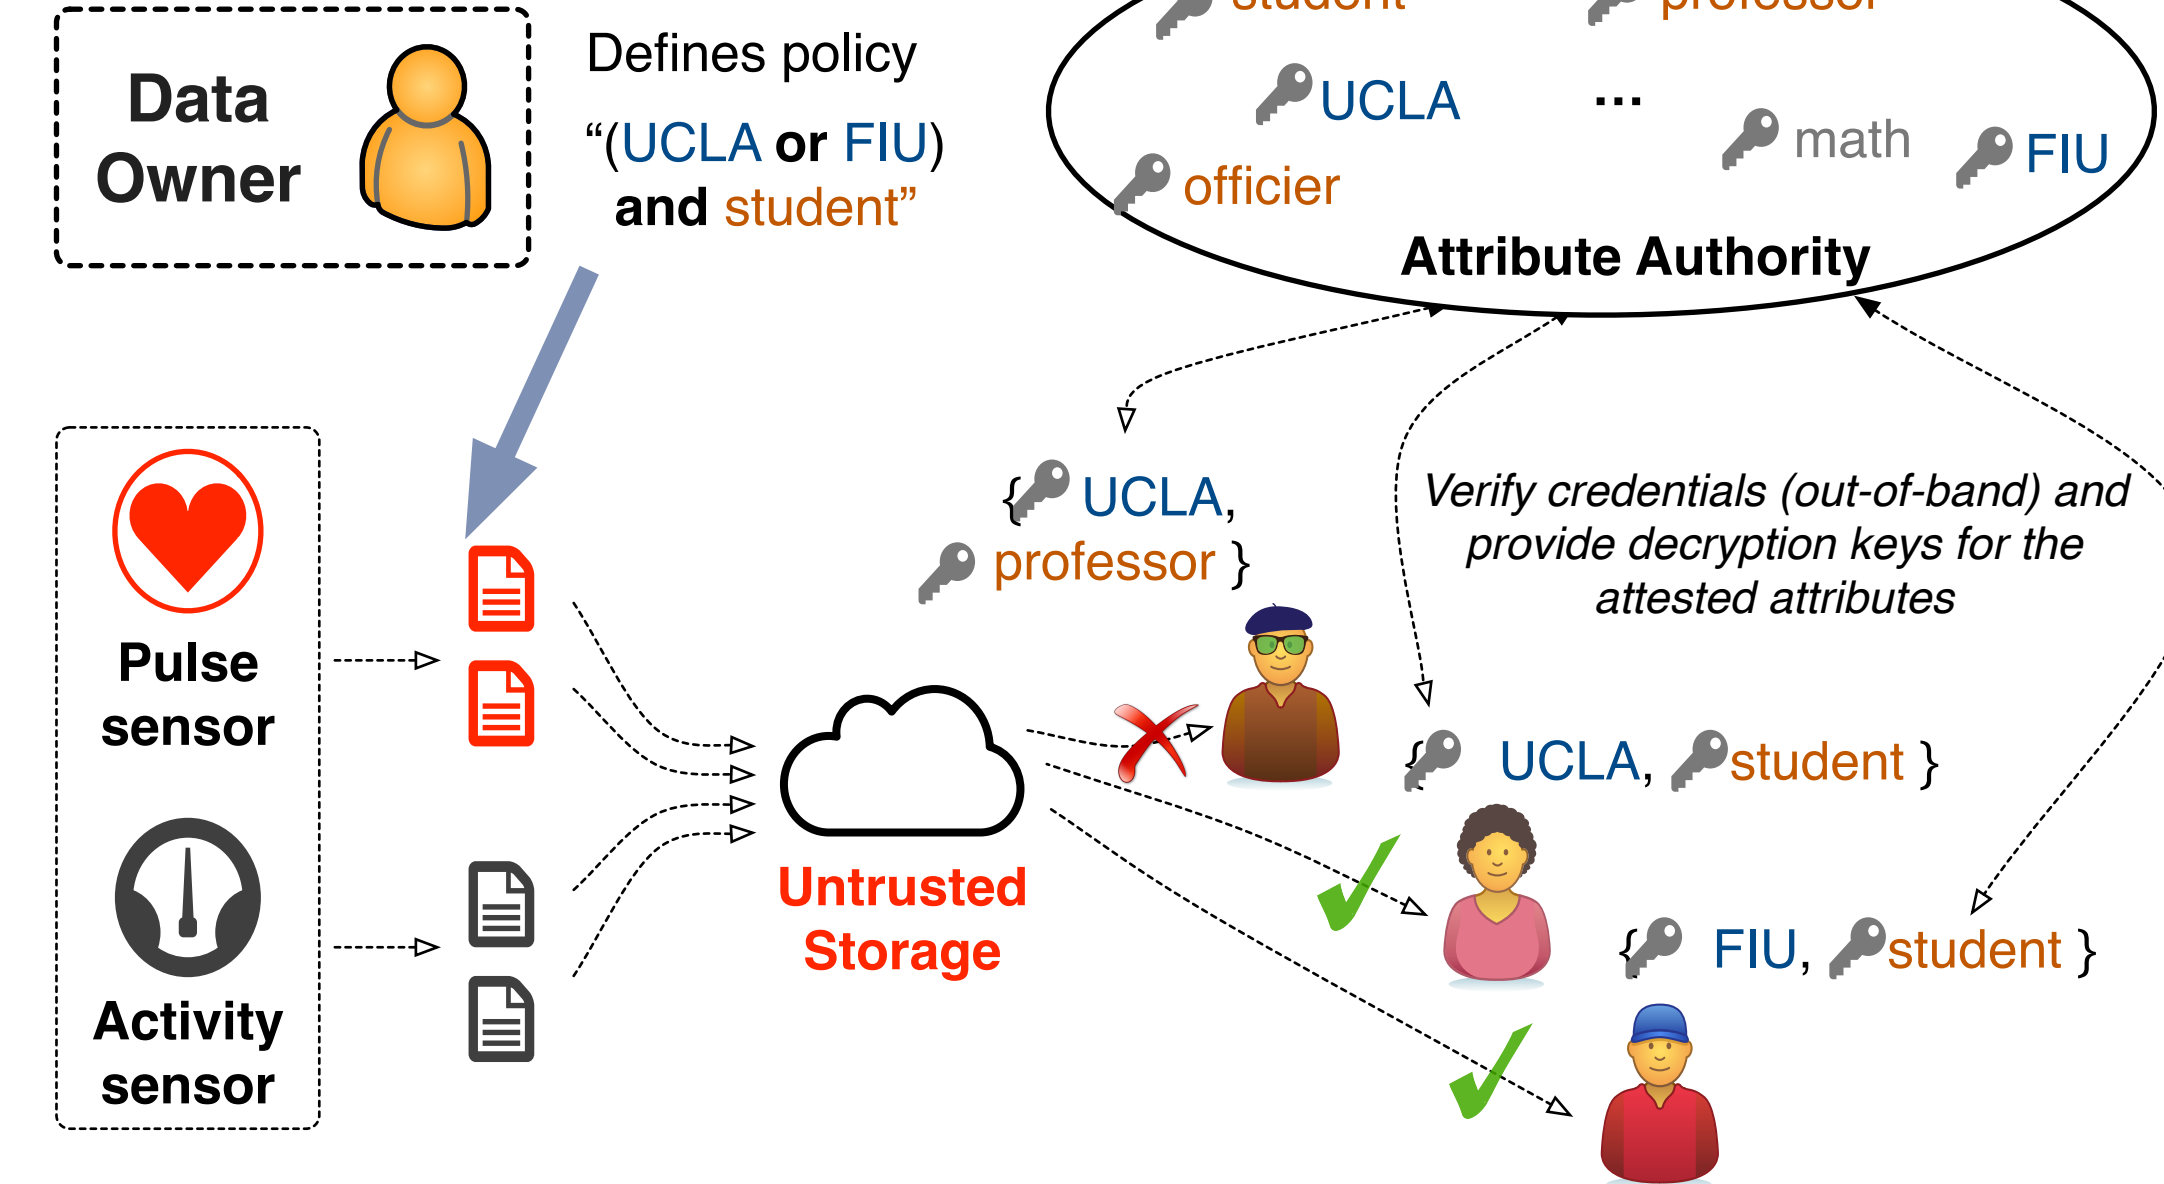 Data
Owner
Defines policy
“(UCLA or FIU)
and student”
student
professor
UCLA
...
math
FIU
officier
Attribute Authority
{ UCLA,
professor }
Verify credentials (out-of-band) and
provide decryption keys for the
attested attributes
Pulse
sensor
{ UCLA, student }
Untrusted
Storage
{ FIU, student }
Activity
sensor